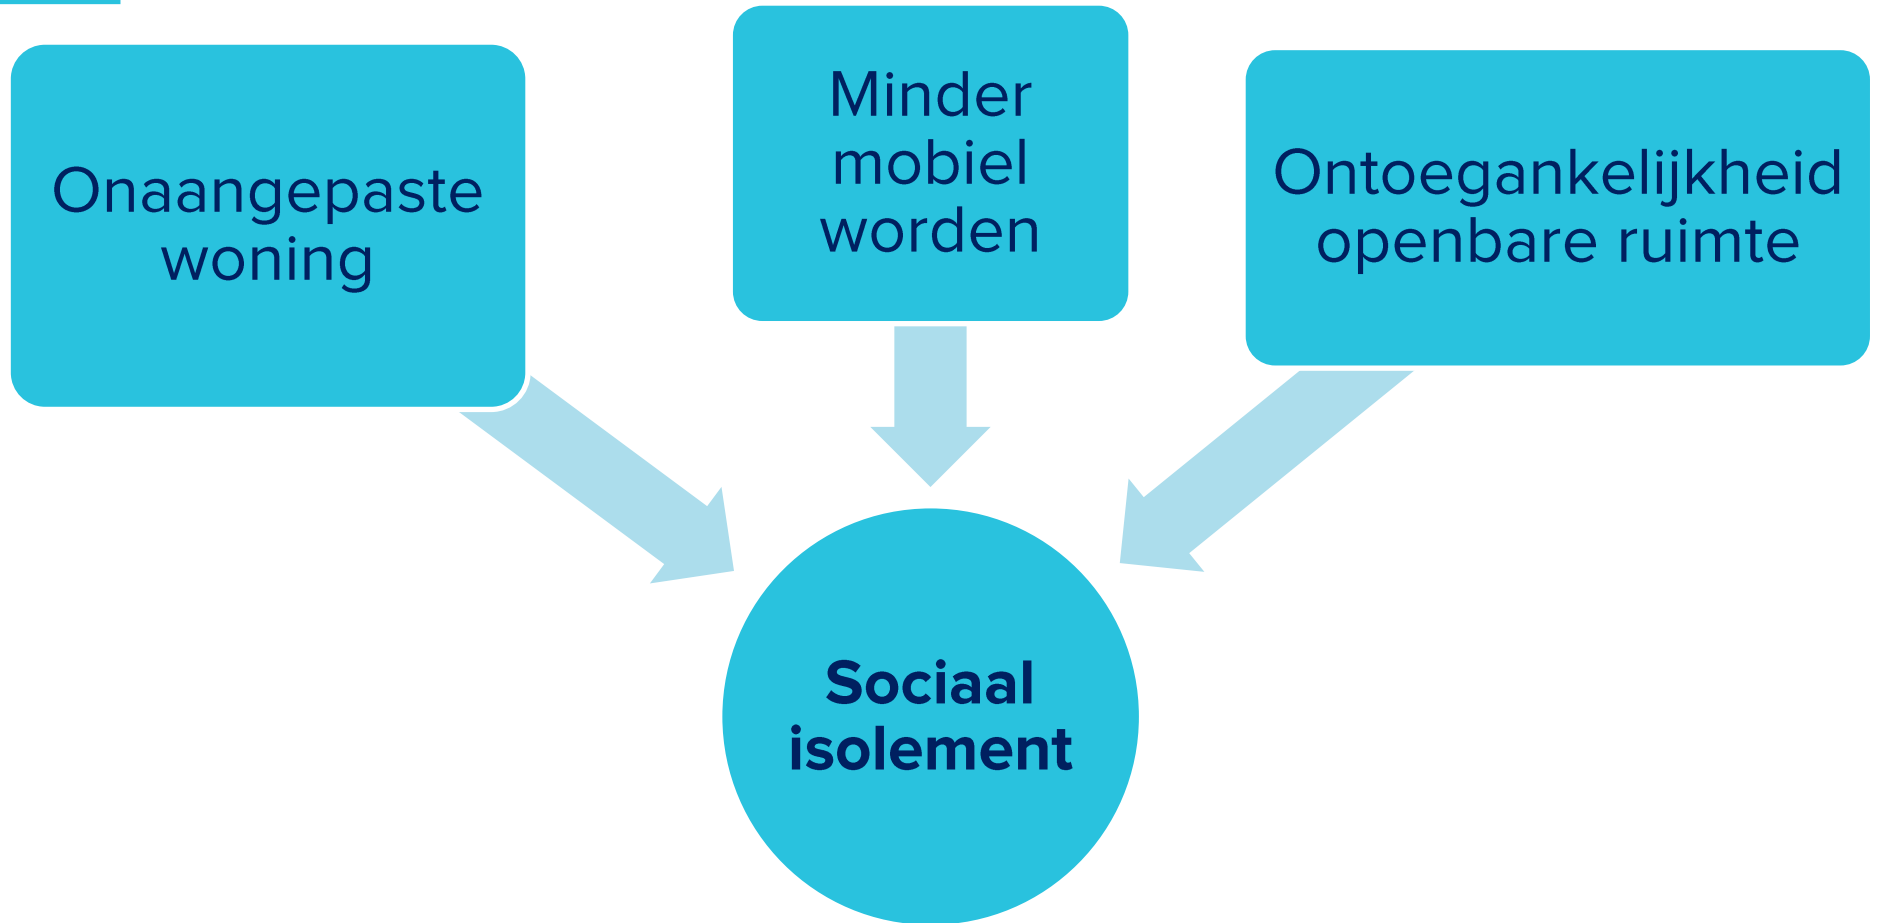 Onaangepaste
woning
Minder
mobiel
worden
Ontoegankelijkheid
openbare ruimte
Sociaal
isolement